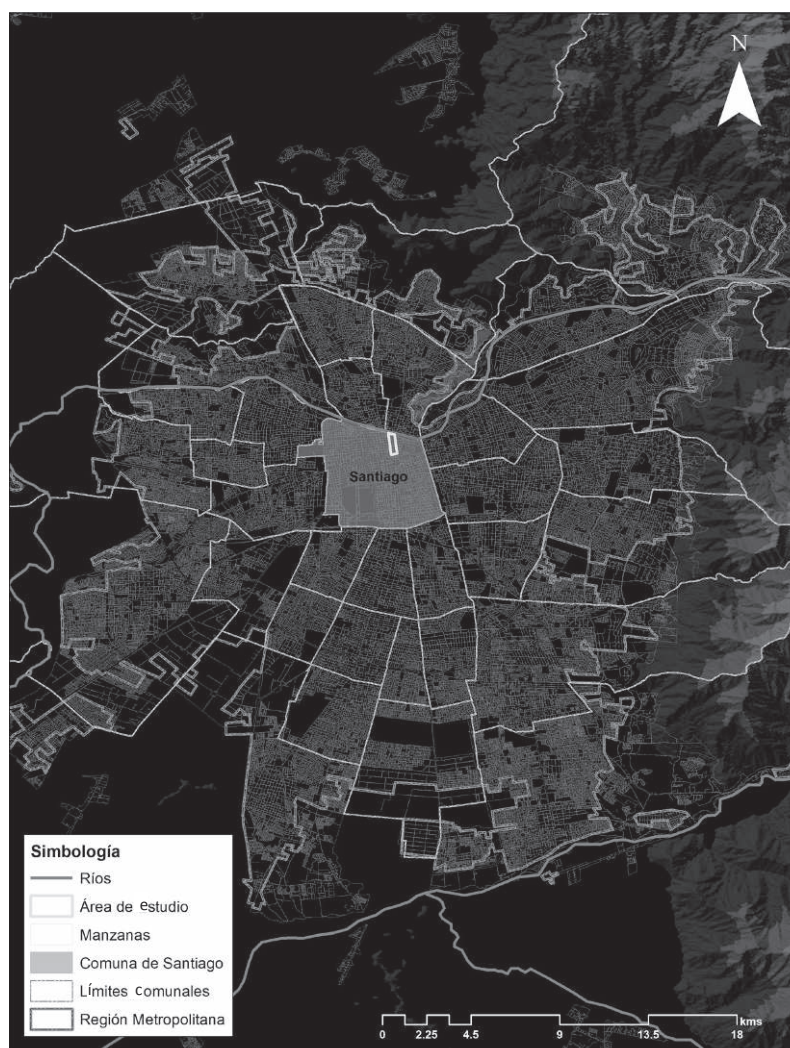 N
Santiago
Simbología
Ríos
Área de estudio
Manzanas
Comuna de Santiago
Límites comunales
Región Metropolitana
kms
0 2.25 4.5 9 13.5 18